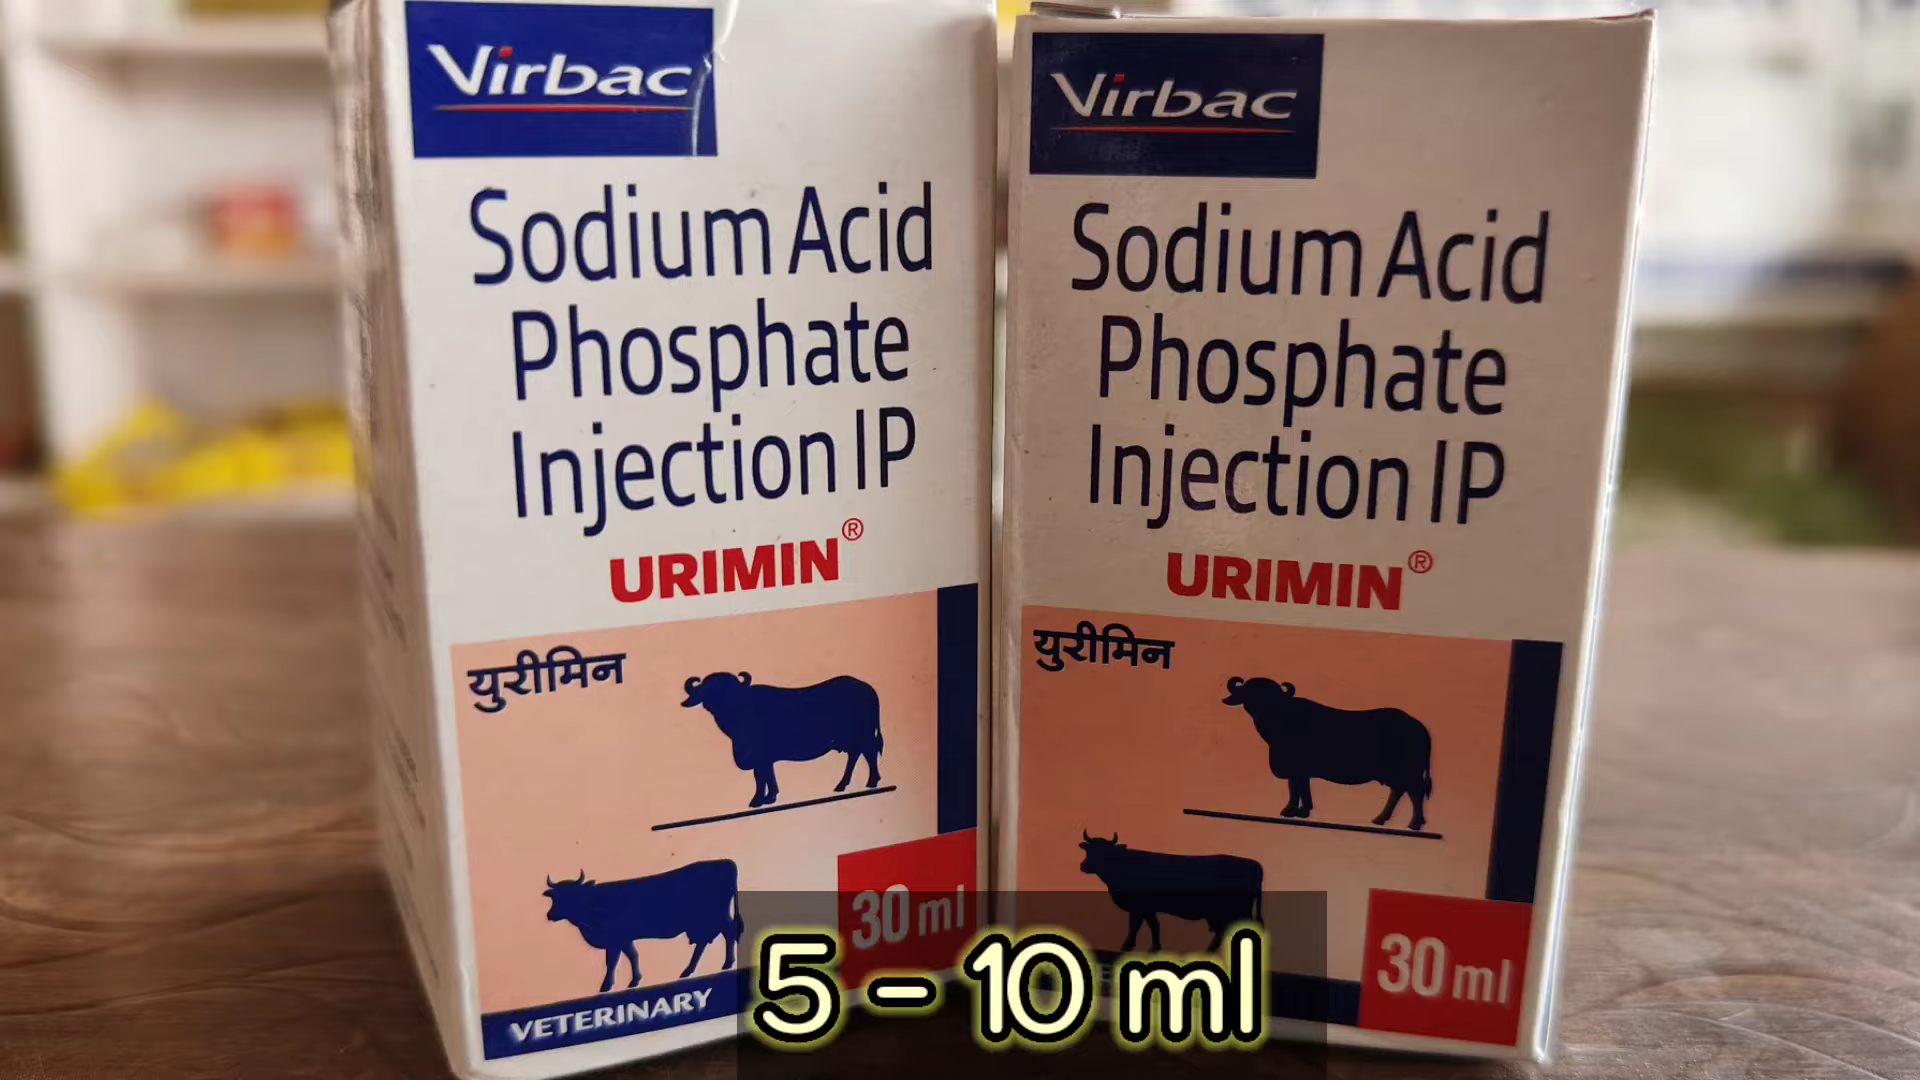 Virbac
Sodium Acid
Phosphate
Injection IP
URIMIN®
युरीमिन
30 ml
VETERINARY
Virbac
Sodium Acid
Phosphate
Injection IP
URIMIN®
युरीमिन
30 ml
5 - 10 ml